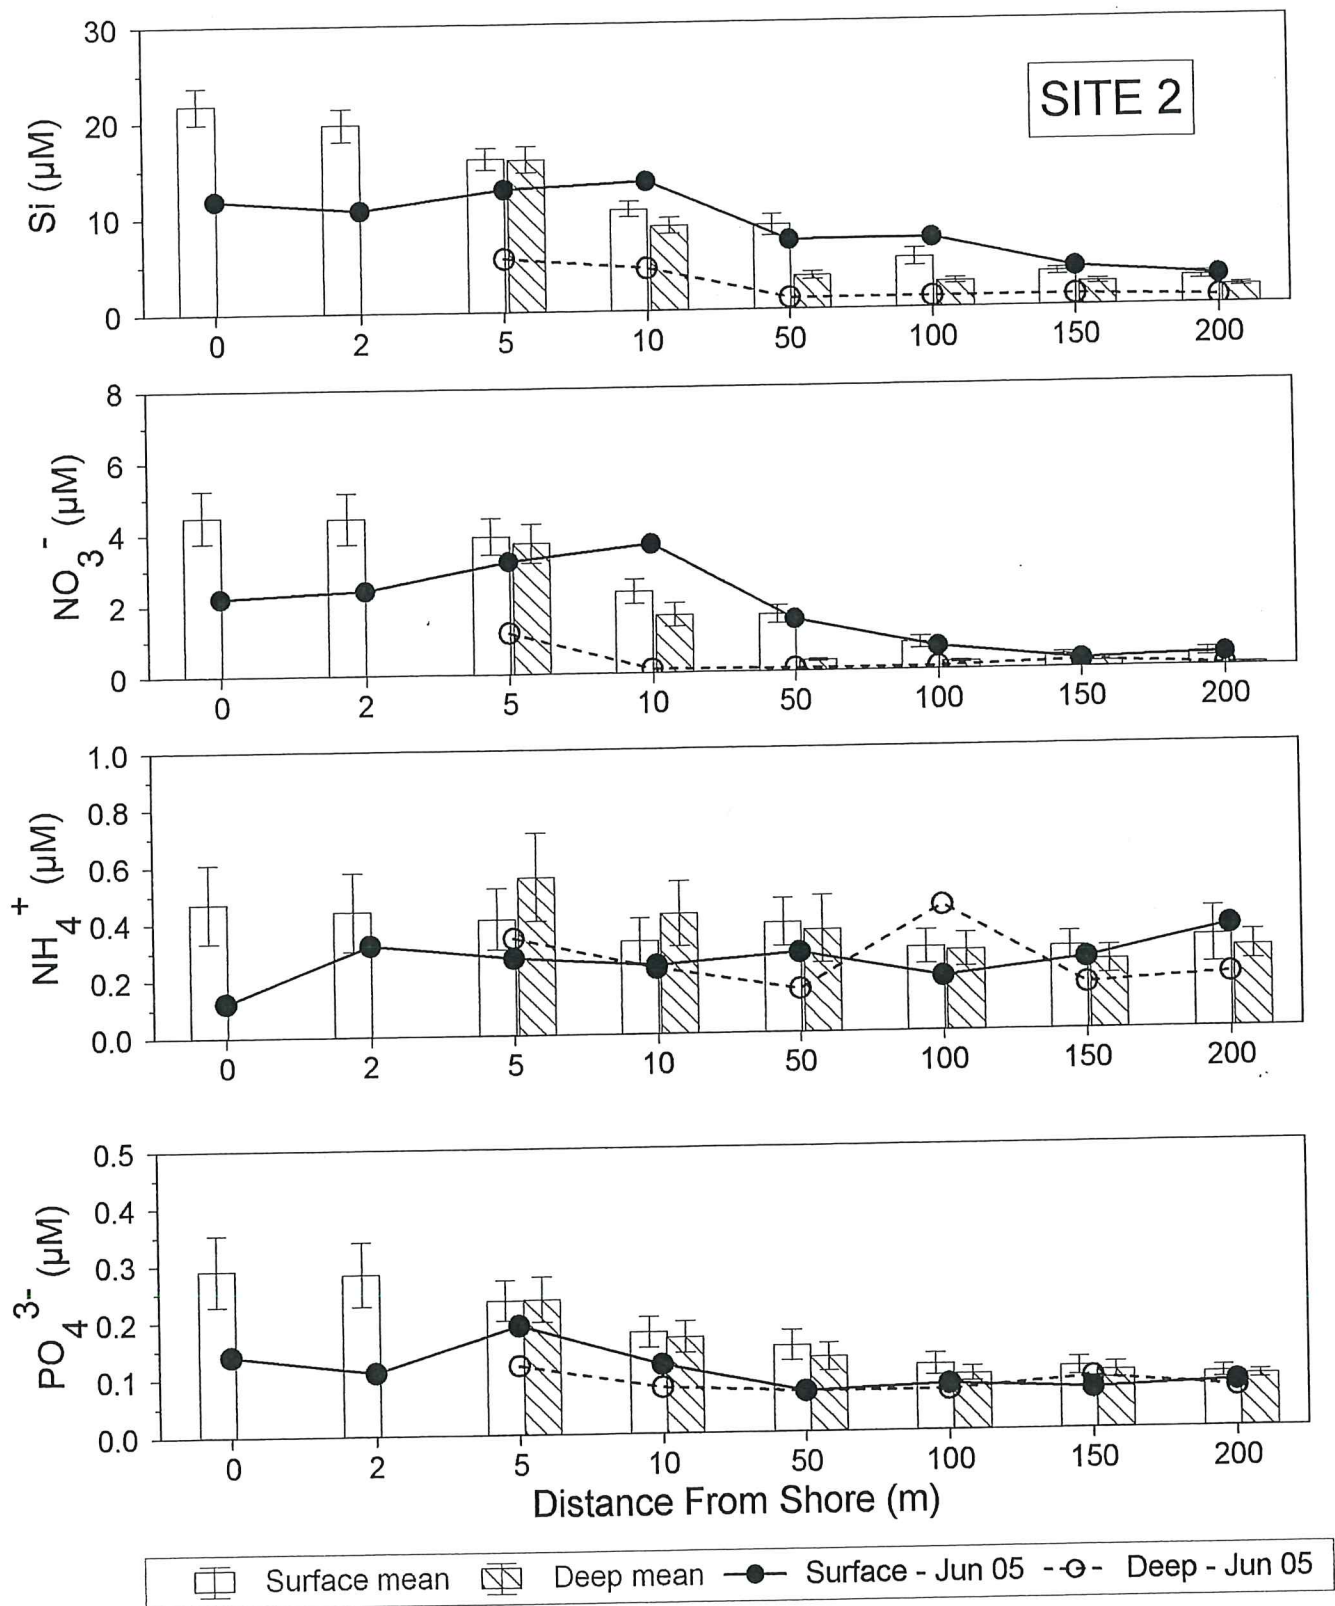 SITE 2
Si (µM)
30
20
10
0
0 2 5 10 50 100 150 200
NO3- (µM)
8
6
4
2
0
0 2 5 10 50 100 150 200
NH4+ (µM)
1.0
0.8
0.6
0.4
0.2
0.0
0 2 5 10 50 100 150 200
PO43- (µM)
0.5
0.4
0.3
0.2
0.1
0.0
0 2 5 10 50 100 150 200
Distance From Shore (m)
Surface mean Deep mean Surface - Jun 05 Deep - Jun 05